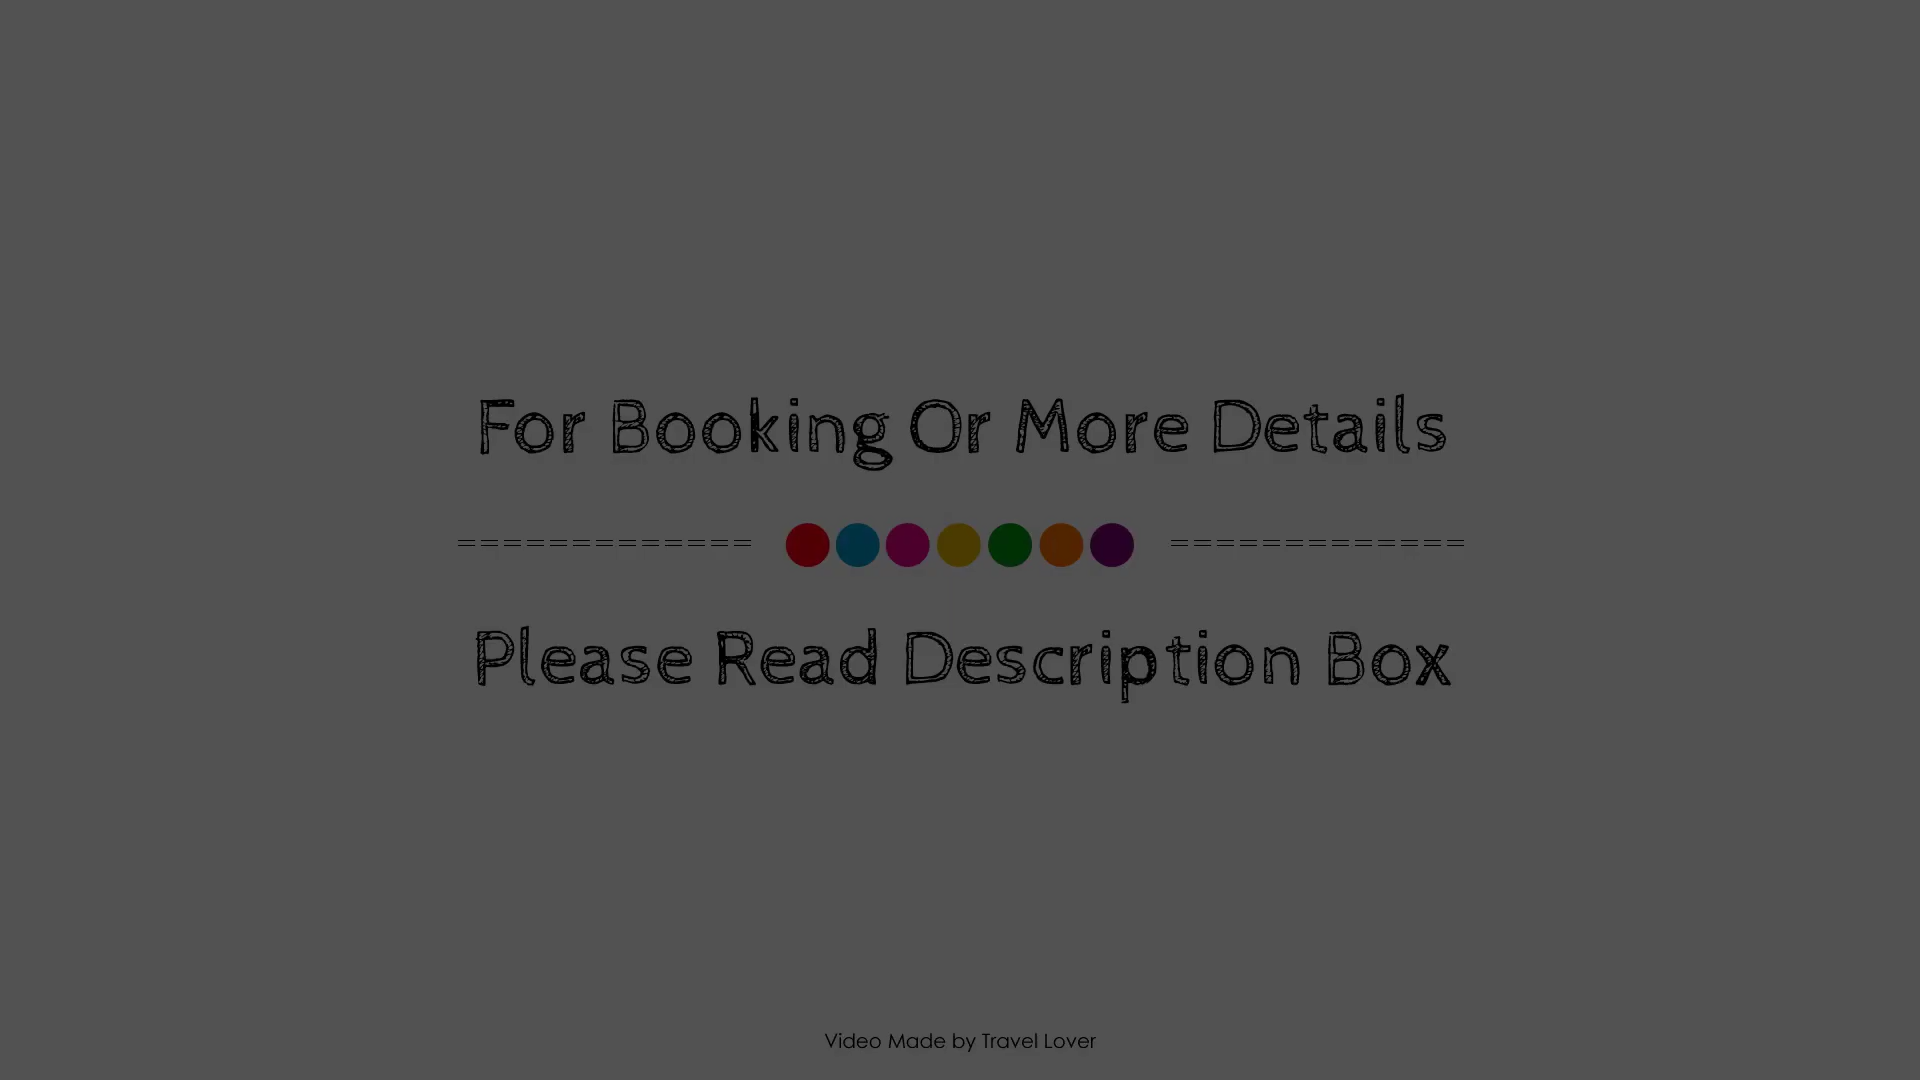 For Booking Or More Details
============= =============
Please Read Description Box
Video Made by Travel Lover